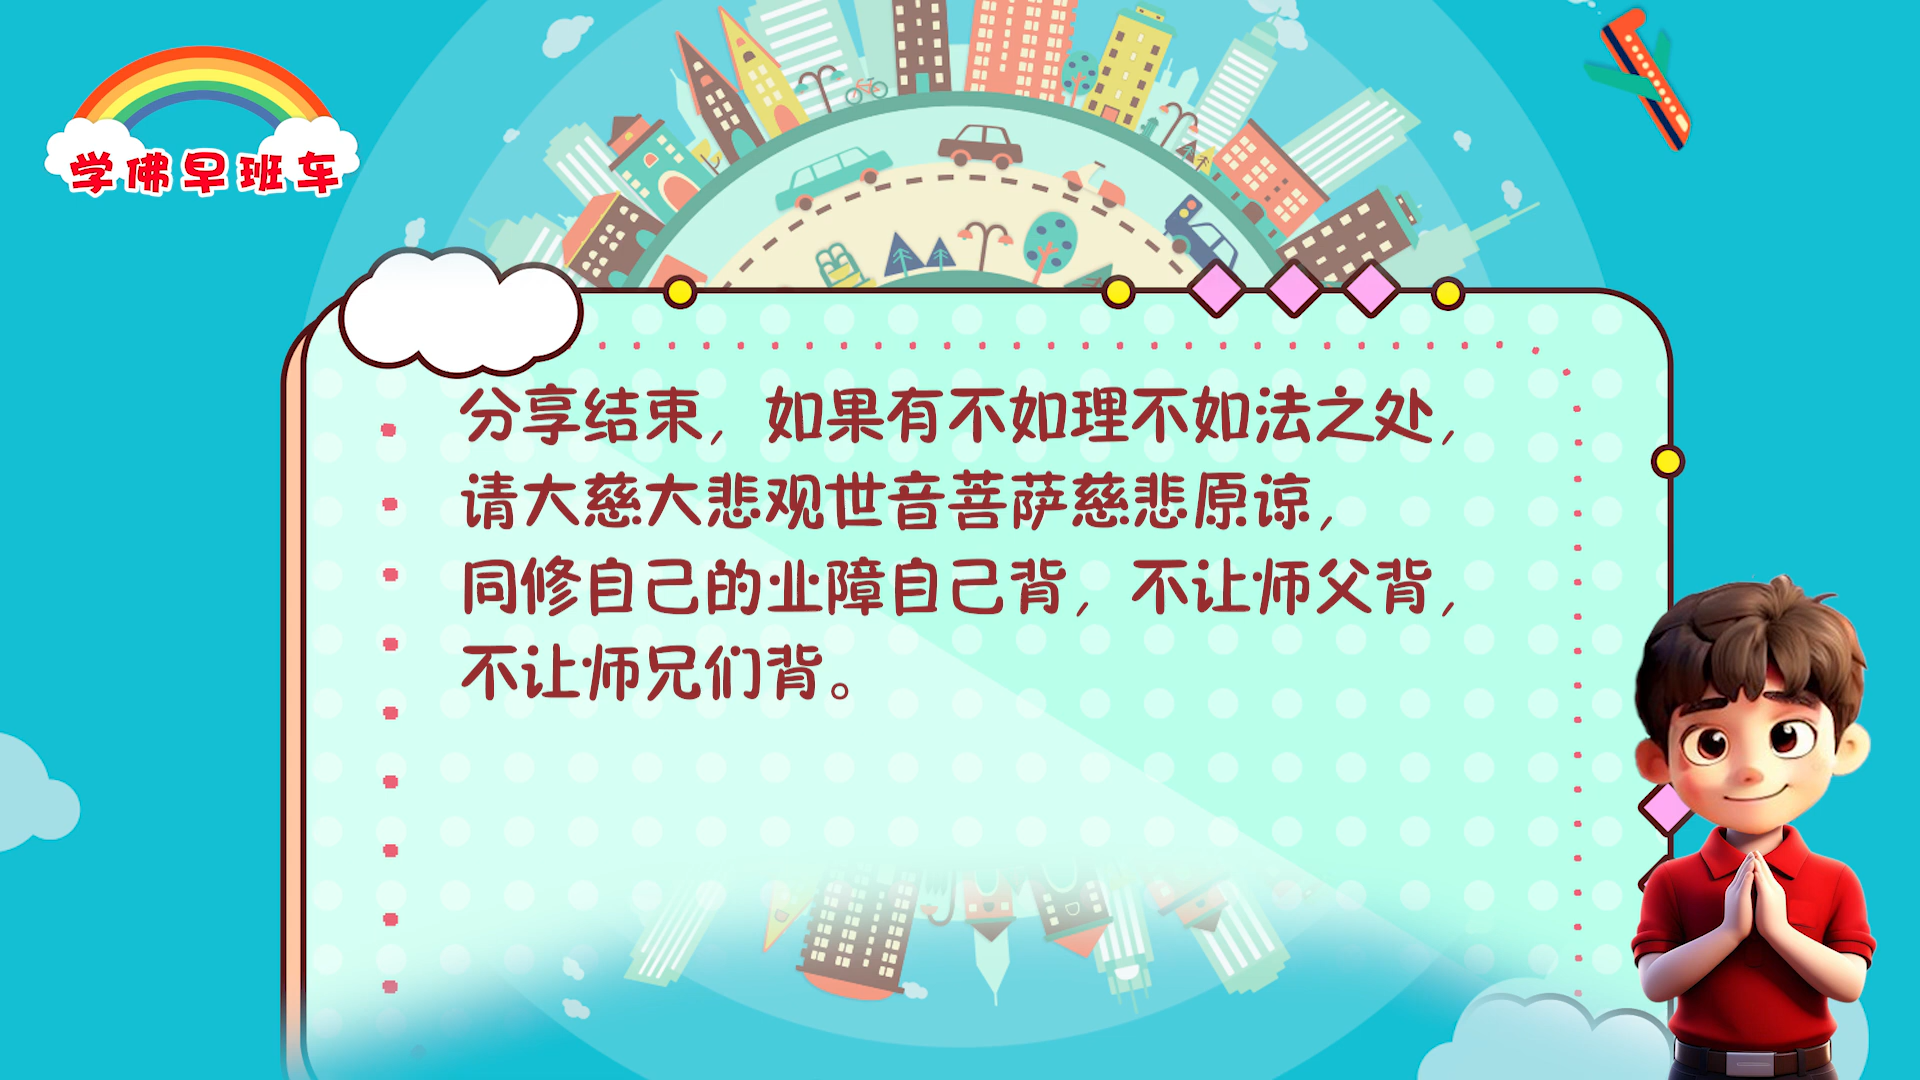 学佛早班车
分享结束，如果有不如理不如法之处，
请大慈大悲观世音菩萨慈悲原谅，
同修自己的业障自己背，不让师父背，
不让师兄们背。